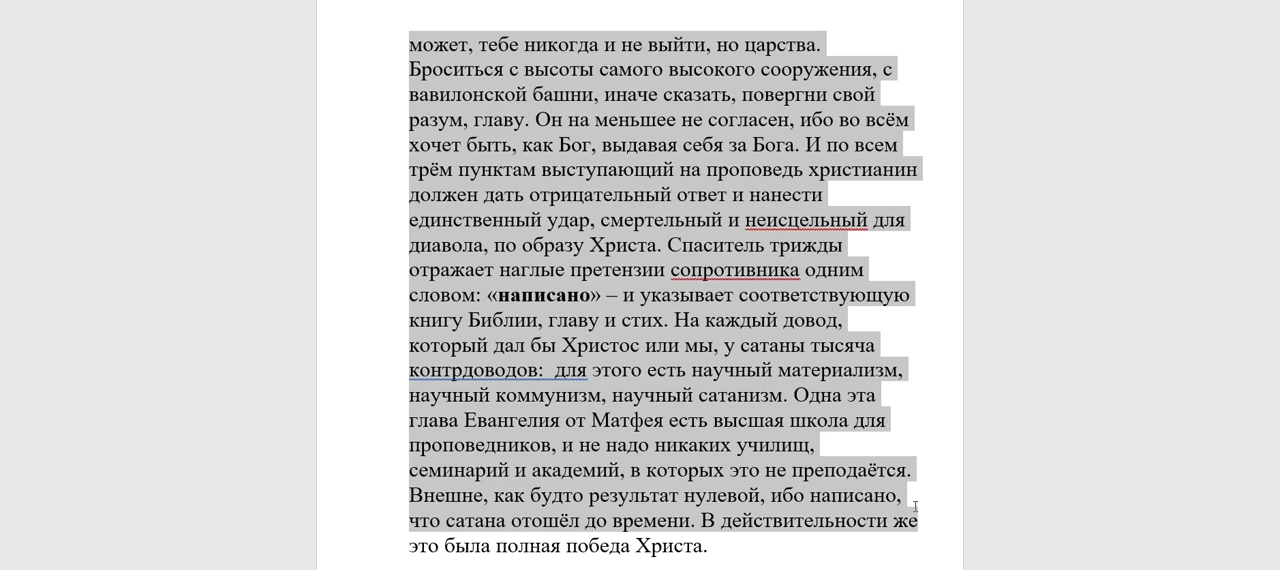 может, тебе никогда и не выйти, но царства.
Броситься с высоты самого высокого сооружения, с
вавилонской башни, иначе сказать, повергни свой
разум, главу. Он на меньшее не согласен, ибо во всём
хочет быть, как Бог, выдавая себя за Бога. И по всем
трём пунктам выступающий на проповедь христианин
должен дать отрицательный ответ и нанести
единственный удар, смертельный и неисцельный для
диавола, по образу Христа. Спаситель трижды
отражает наглые претензии сопротивника одним
словом: «написано» – и указывает соответствующую
книгу Библии, главу и стих. На каждый довод,
который дал бы Христос или мы, у сатаны тысяча
контрдоводов:  для этого есть научный материализм,
научный коммунизм, научный сатанизм. Одна эта
глава Евангелия от Матфея есть высшая школа для
проповедников, и не надо никаких училищ,
семинарий и академий, в которых это не преподаётся.
Внешне, как будто результат нулевой, ибо написано,
что сатана отошёл до времени. В действительности же
это была полная победа Христа.